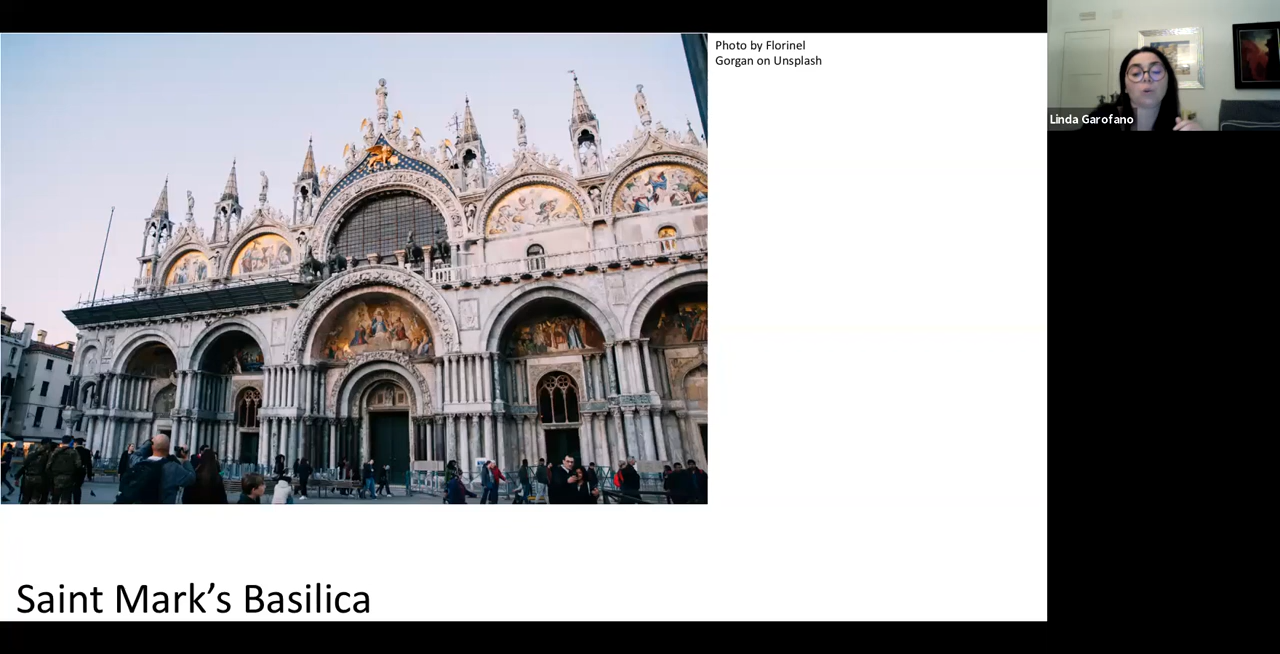 Photo by Florinel
Gorgan on Unsplash
Linda Garofano
Saint Mark's Basilica